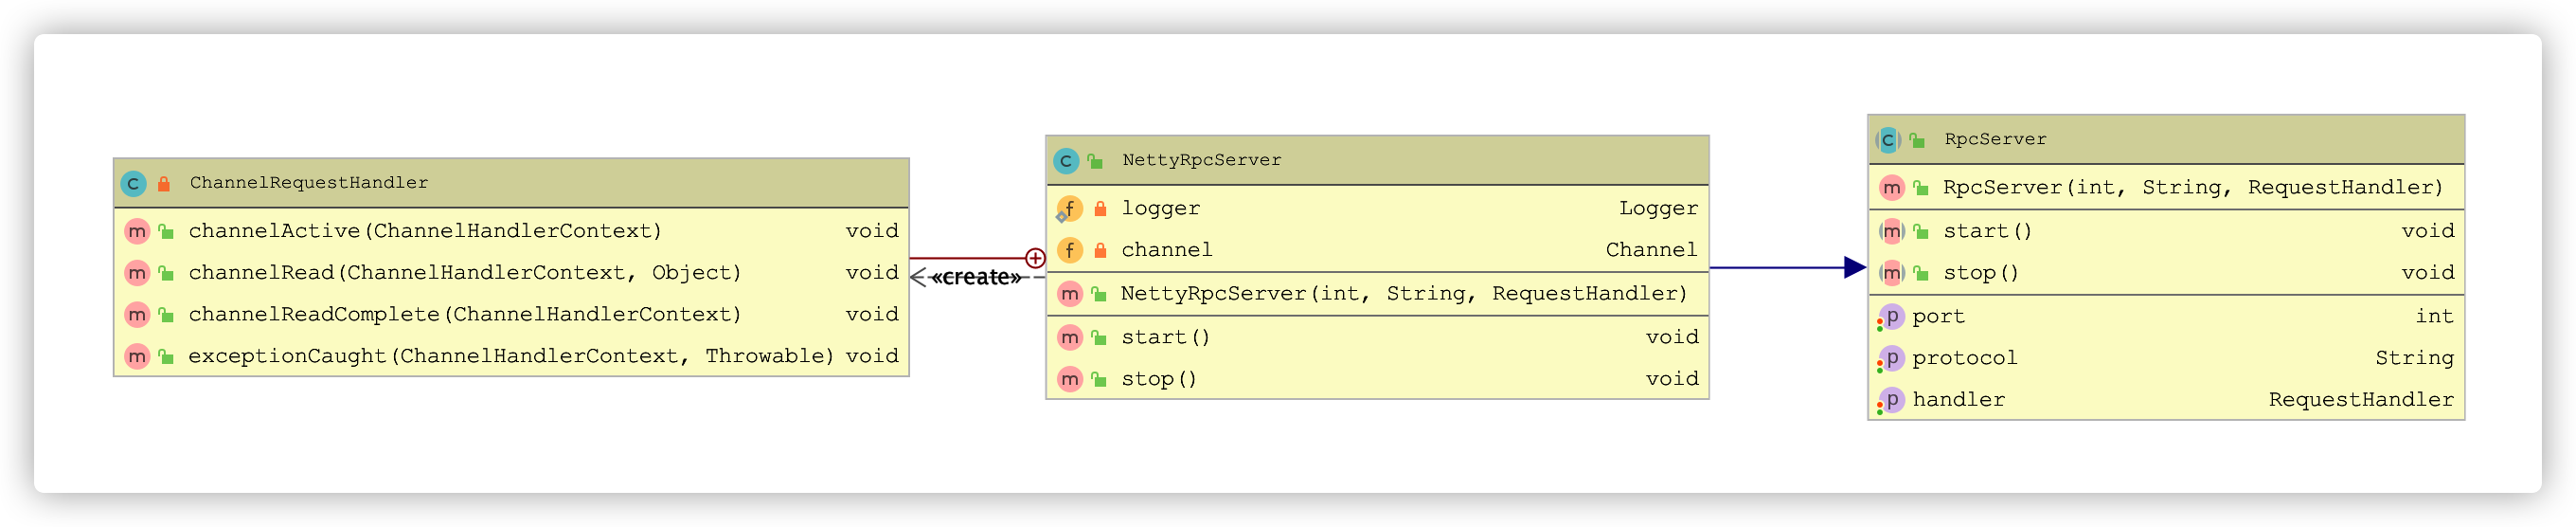 ChannelRequestHandler
channelActive(ChannelHandlerContext) void
channelRead(ChannelHandlerContext, Object) void
channelReadComplete(ChannelHandlerContext) void
exceptionCaught(ChannelHandlerContext, Throwable) void
«create»
NettyRpcServer
logger Logger
channel Channel
NettyRpcServer(int, String, RequestHandler)
start() void
stop() void
RpcServer
RpcServer(int, String, RequestHandler)
start() void
stop() void
port int
protocol String
handler RequestHandler